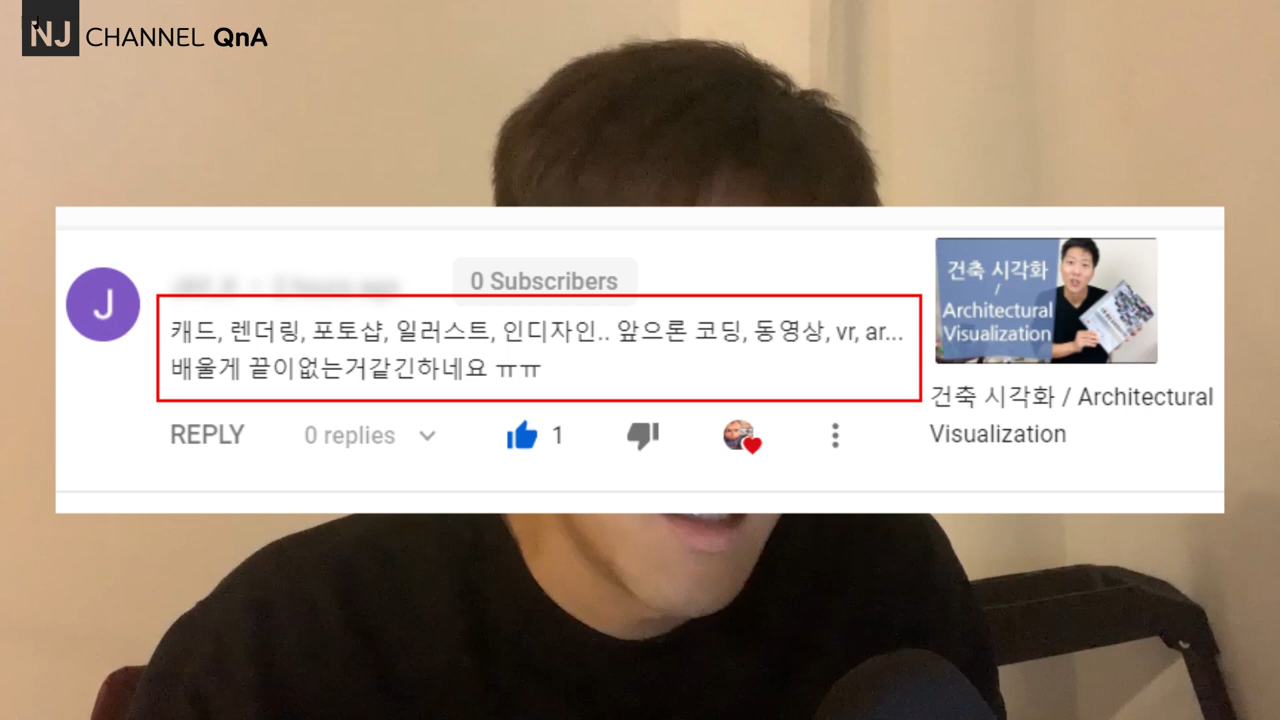 NJ CHANNEL QnA
0 Subscribers
캐드, 렌더링, 포토샵, 일러스트, 인디자인.. 앞으론 코딩, 동영상, vr, ar...
배울게 끝이없는거같긴하네요 ㅠㅠ
REPLY 0 replies 1
J
건축 시각화
/
Architectural
Visualization
건축 시각화 / Architectural
Visualization